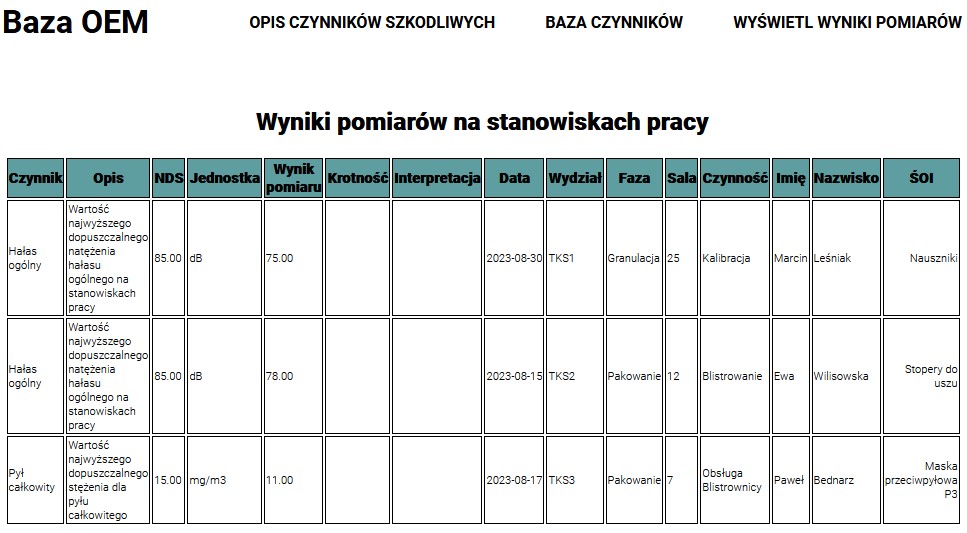 Baza OEM
OPIS CZYNNIKÓW SZKODLIWYCH
BAZA CZYNNIKÓW
WYŚWIETL WYNIKI POMIARÓW
Wyniki pomiarów na stanowiskach pracy
Czynnik Opis NDS Jednostka Wynik pomiaru Krotność Interpretacja Data Wydział Faza Sala Czynność Imię Nazwisko ŚOI
Hałas
ogólny
Wartość
najwyższego
dopuszczalnego
natężenia
hałasu
ogólnego na
stanowiskach
pracy
85.00 dB 75.00 2023-08-30 TKS1 Granulacja 25 Kalibracja Marcin Leśniak Nauszniki
Hałas
ogólny
Wartość
najwyższego
dopuszczalnego
natężenia
hałasu
ogólnego na
stanowiskach
pracy
85.00 dB 78.00 2023-08-15 TKS2 Pakowanie 12 Blistrowanie Ewa Wilisowska
Stopery do
uszu
Pył
całkowity
Wartość
najwyższego
dopuszczalnego
stężenia dla
pyłu
całkowitego
15.00 mg/m3 11.00 2023-08-17 TKS3 Pakowanie 7
Obsługa
Blistrownicy
Paweł Bednarz
Maska
przeciwpyłowa
P3